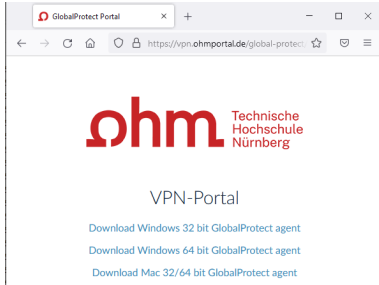 GlobalProtect Portal
https://vpn.ohmportal.de/global-protect
ohm
Technische
Hochschule
Nürnberg
VPN-Portal
Download Windows 32 bit GlobalProtect agent
Download Windows 64 bit GlobalProtect agent
Download Mac 32/64 bit GlobalProtect agent